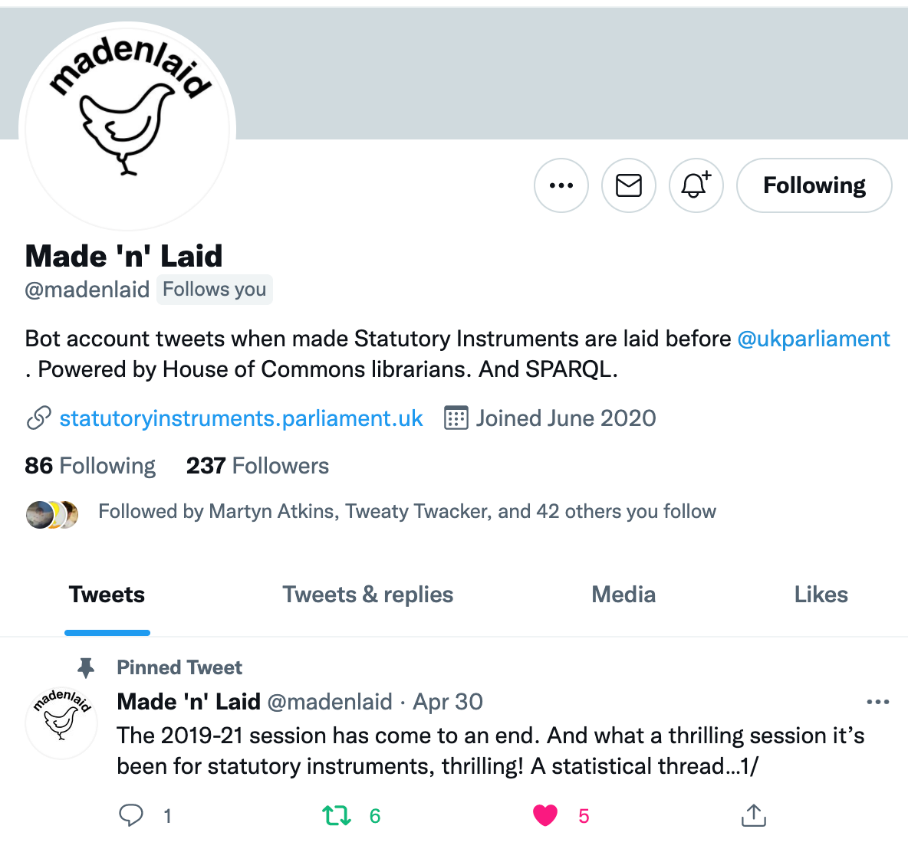 madenlaid
Following
Made 'n' Laid
@madenlaid Follows you
Bot account tweets when made Statutory Instruments are laid before @ukparliament
. Powered by House of Commons librarians. And SPARQL.
statutoryinstruments.parliament.uk Joined June 2020
86 Following 237 Followers
Followed by Martyn Atkins, Tweaty Twacker, and 42 others you follow
Tweets Tweets & replies Media Likes
Pinned Tweet
madenlaid
Made 'n' Laid @madenlaid · Apr 30
The 2019-21 session has come to an end. And what a thrilling session it’s
been for statutory instruments, thrilling! A statistical thread...1/
1 6 5